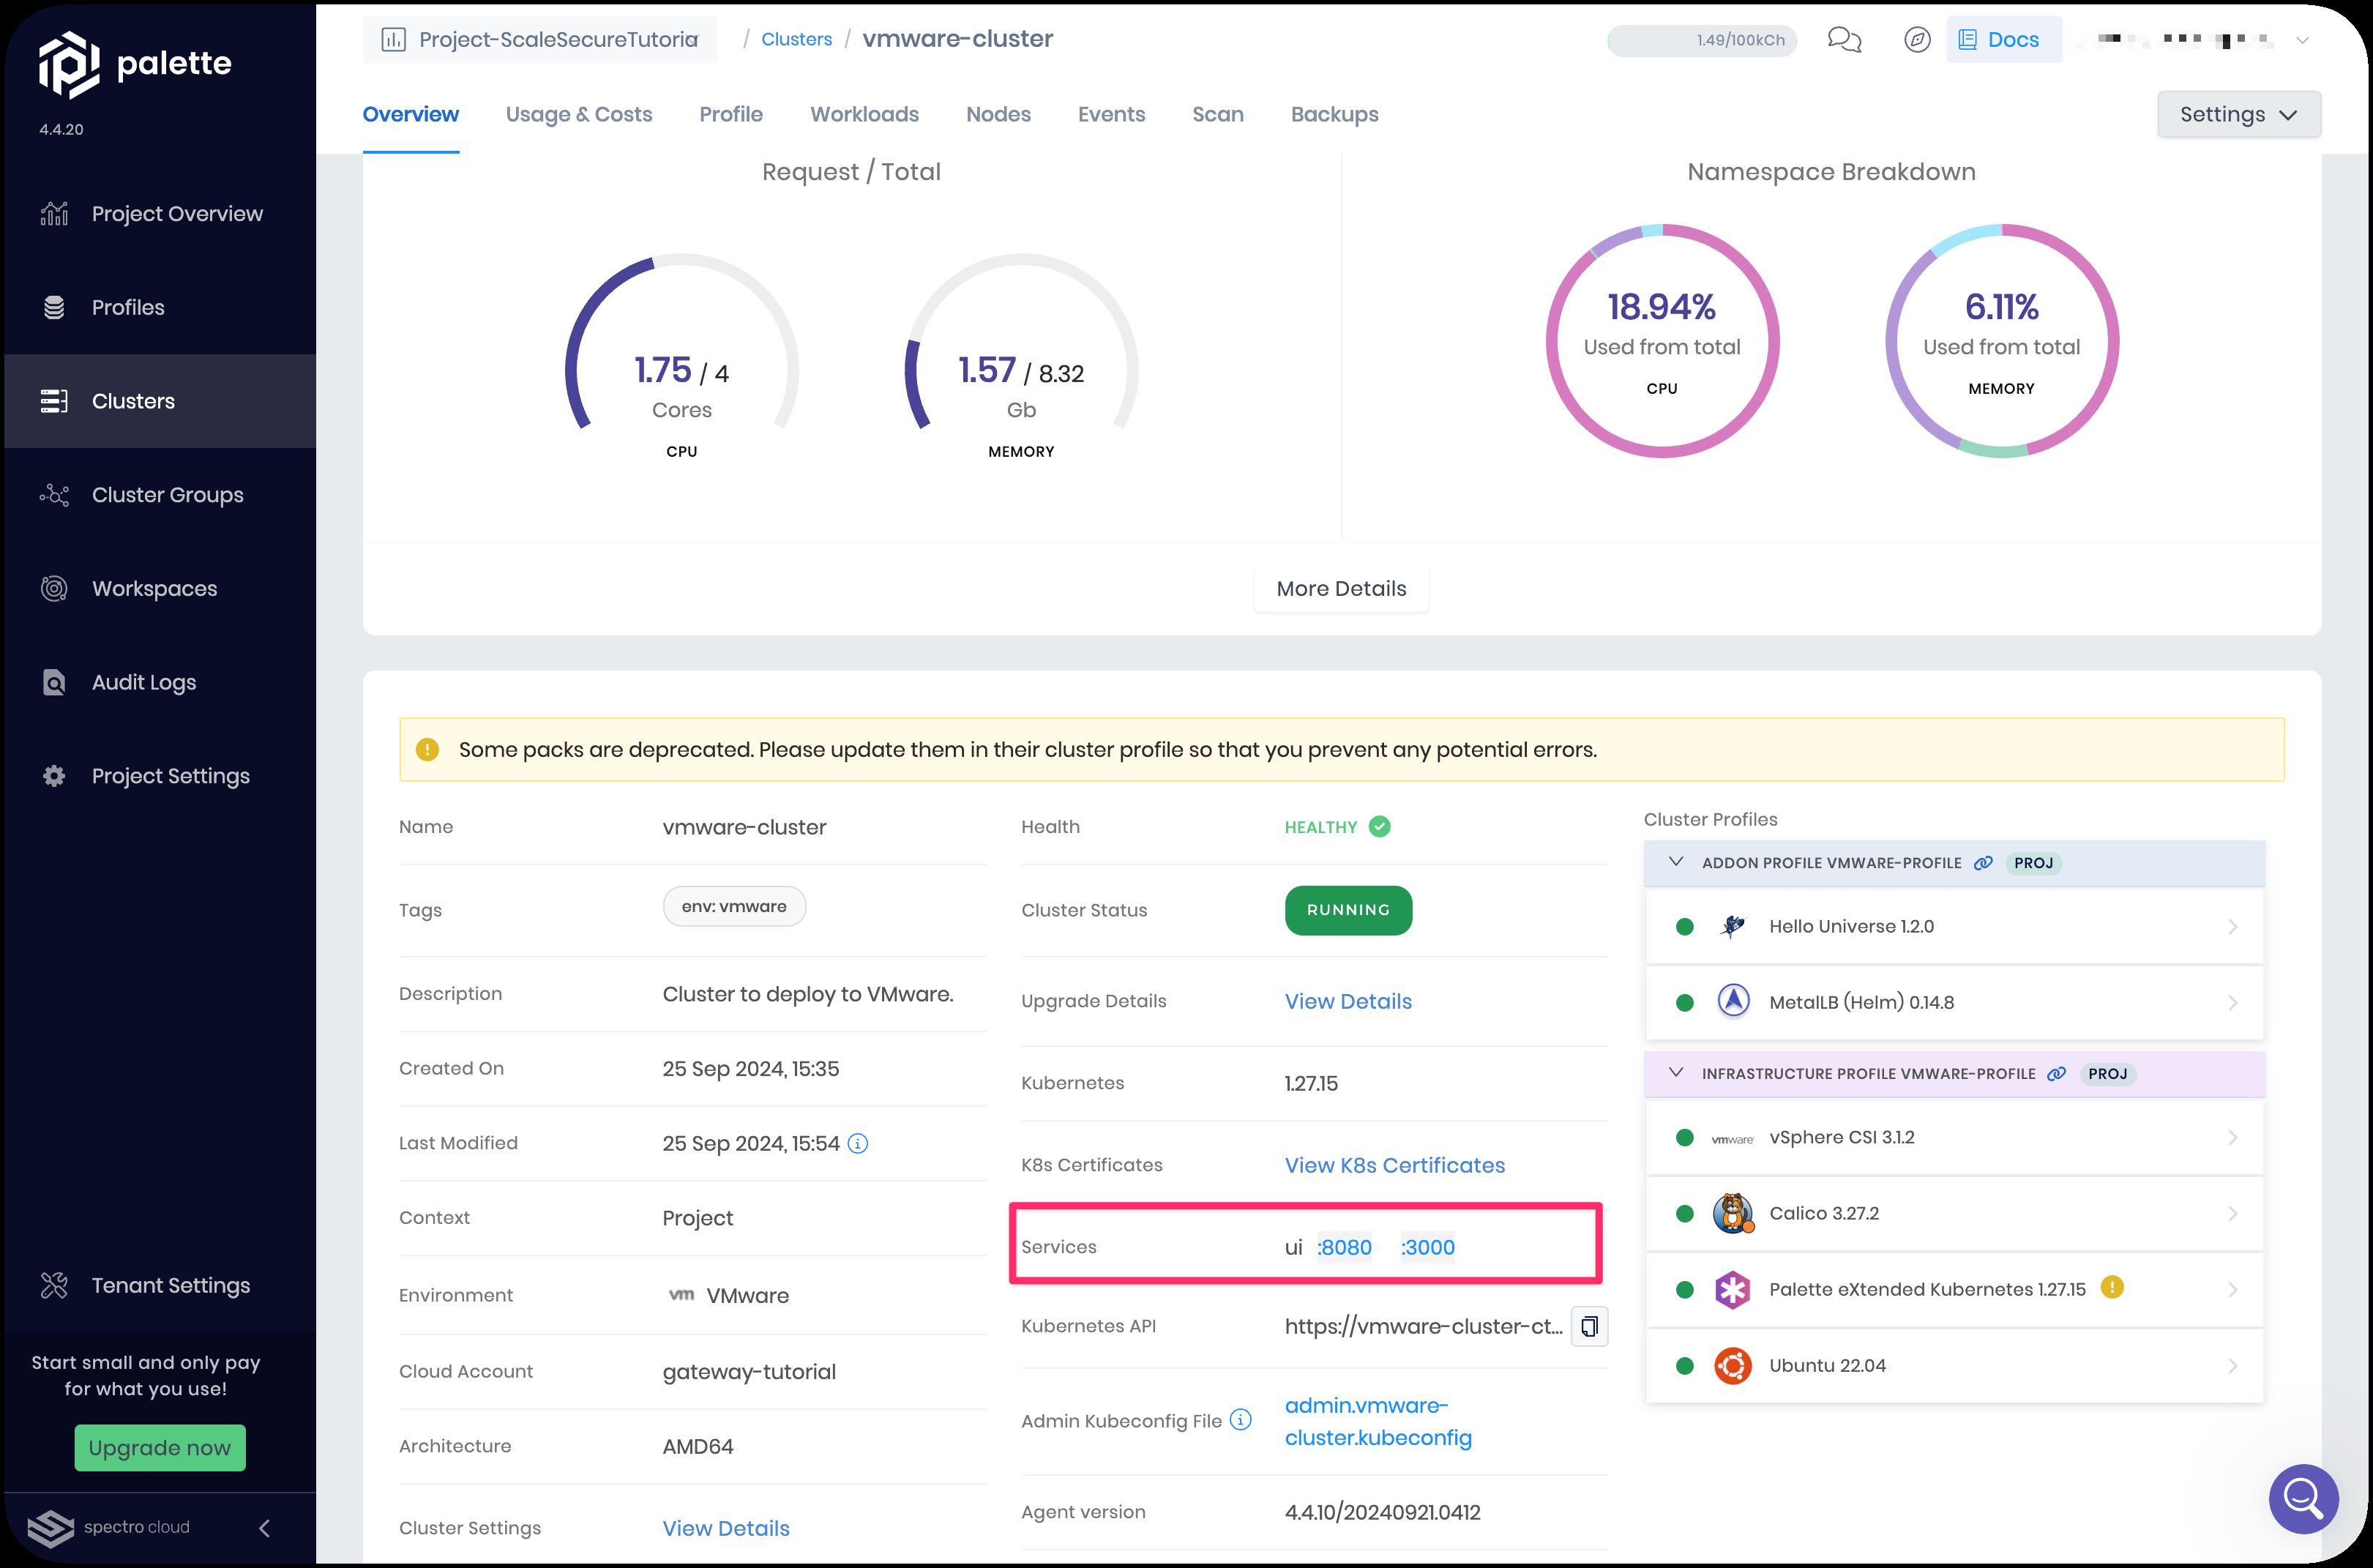 palette
4.4.20
Project Overview
Profiles
Clusters
Cluster Groups
Workspaces
Audit Logs
Project Settings
Tenant Settings
Start small and only pay
for what you use!
Upgrade now
spectro cloud
Project-ScaleSecureTutoria
/ Clusters / vmware-cluster
1.49/100kCh
Docs
Overview Usage & Costs Profile Workloads Nodes Events Scan Backups
Settings
Request / Total
1.75 / 4
Cores
CPU
1.57 / 8.32
Gb
MEMORY
Namespace Breakdown
18.94%
Used from total
CPU
6.11%
Used from total
MEMORY
More Details
Some packs are deprecated. Please update them in their cluster profile so that you prevent any potential errors.
Name vmware-cluster
Tags env: vmware
Description Cluster to deploy to VMware.
Created On 25 Sep 2024, 15:35
Last Modified 25 Sep 2024, 15:54
Context Project
Environment vm VMware
Cloud Account gateway-tutorial
Architecture AMD64
Cluster Settings View Details
Health HEALTHY
Cluster Status RUNNING
Upgrade Details View Details
Kubernetes 1.27.15
K8s Certificates View K8s Certificates
Services ui :8080 :3000
Kubernetes API https://vmware-cluster-ct...
Admin Kubeconfig File admin.vmware-
cluster.kubeconfig
Agent version 4.4.10/20240921.0412
Cluster Profiles
ADDON PROFILE VMWARE-PROFILE PROJ
Hello Universe 1.2.0
MetalLB (Helm) 0.14.8
INFRASTRUCTURE PROFILE VMWARE-PROFILE PROJ
vmware vSphere CSI 3.1.2
Calico 3.27.2
Palette eXtended Kubernetes 1.27.15
Ubuntu 22.04